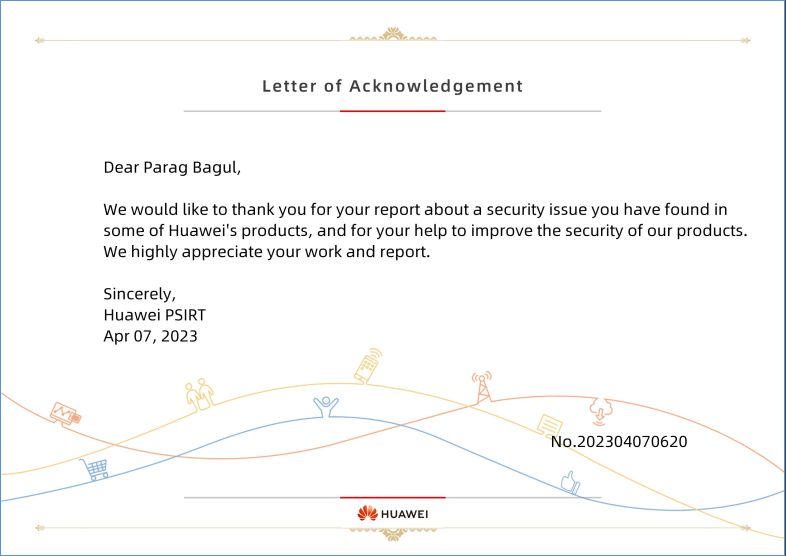 Letter of Acknowledgement
Dear Parag Bagul,
We would like to thank you for your report about a security issue you have found in
some of Huawei's products, and for your help to improve the security of our products.
We highly appreciate your work and report.
Sincerely,
Huawei PSIRT
Apr 07, 2023
No.202304070620
HUAWEI